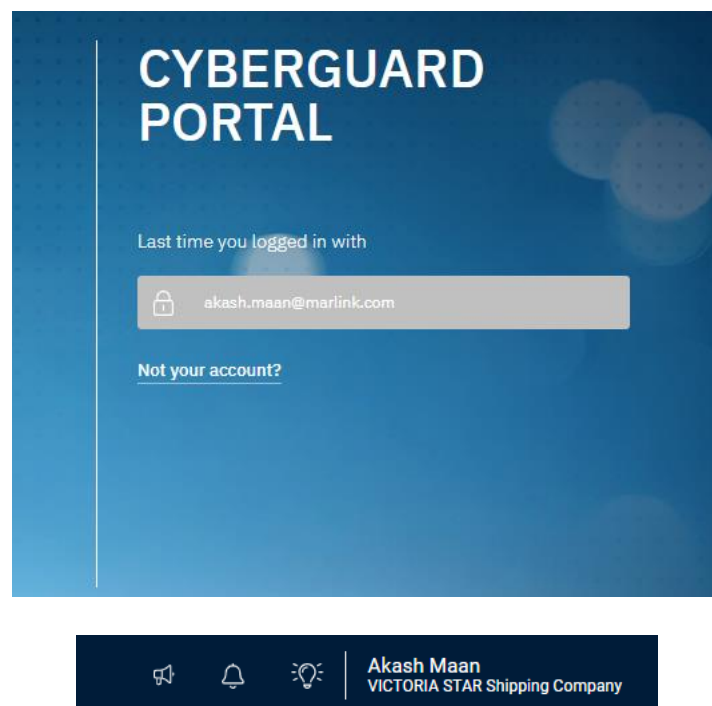 CYBERGUARD
PORTAL
Last time you logged in with
akash.maan@marlink.com
Not your account?
Akash Maan
VICTORIA STAR Shipping Company